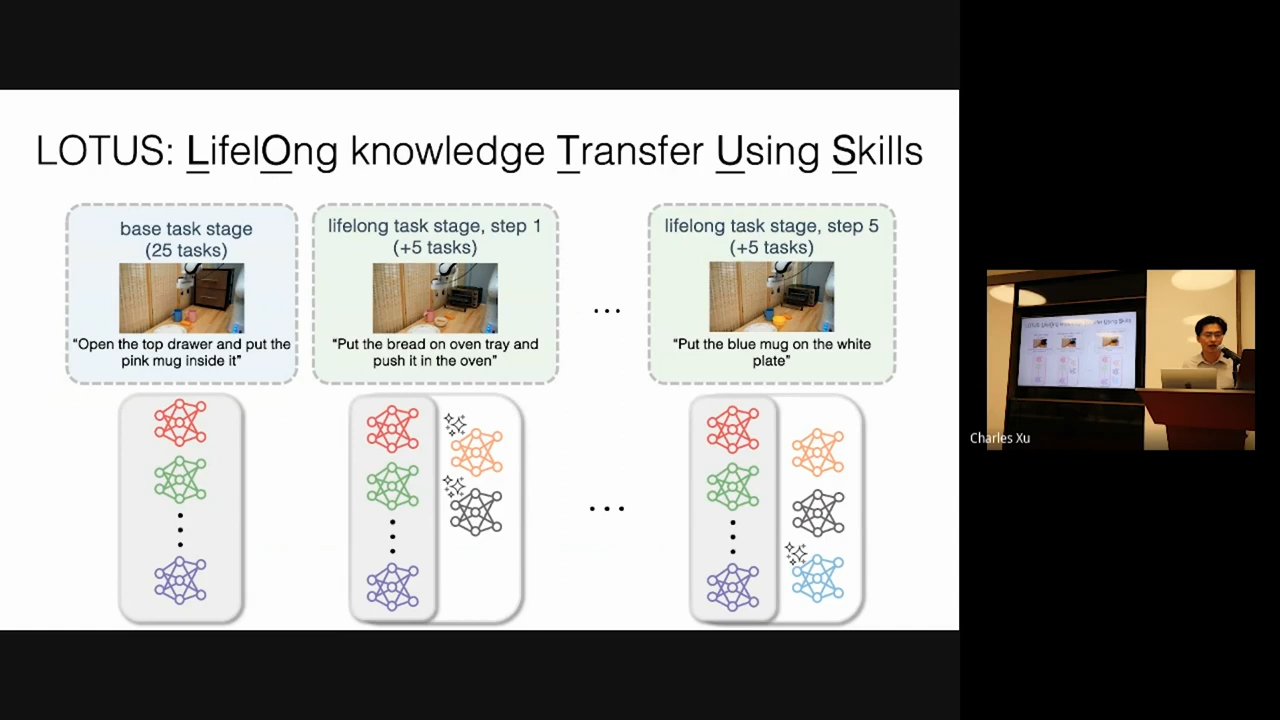 LOTUS: LifelOng knowledge Transfer Using Skills
base task stage
(25 tasks)
“Open the top drawer and put the
pink mug inside it”
lifelong task stage, step 1
(+5 tasks)
“Put the bread on oven tray and
push it in the oven”
...
lifelong task stage, step 5
(+5 tasks)
“Put the blue mug on the white
plate”
...
Charles Xu